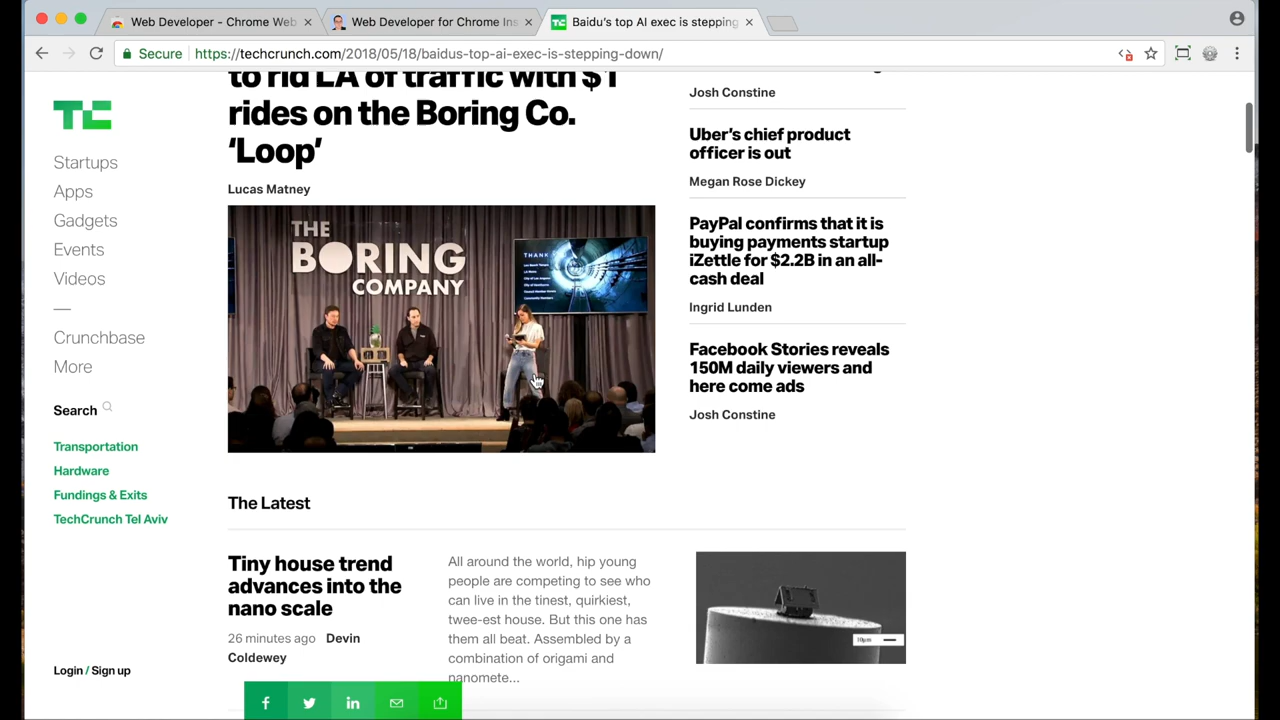 Web Developer - Chrome Web
Web Developer for Chrome Ins
Baidu's top AI exec is stepping
Secure
https://techcrunch.com/2018/05/18/baidus-top-ai-exec-is-stepping-down/
Startups
Apps
Gadgets
Events
Videos
Crunchbase
More
Search
Transportation
Hardware
Fundings & Exits
TechCrunch Tel Aviv
Login / Sign up
to rid LA of traffic with $1
rides on the Boring Co.
‘Loop’
Lucas Matney
THE
BORING
COMPANY
THANK
Josh Constine
Uber’s chief product
officer is out
Megan Rose Dickey
PayPal confirms that it is
buying payments startup
iZettle for $2.2B in an all-
cash deal
Ingrid Lunden
Facebook Stories reveals
150M daily viewers and
here come ads
Josh Constine
The Latest
Tiny house trend
advances into the
nano scale
26 minutes ago Devin
Coldewey
All around the world, hip young
people are competing to see who
can live in the tinest, quirkiest,
twee-est house. But this one has
them all beat. Assembled by a
combination of origami and
nanomete...